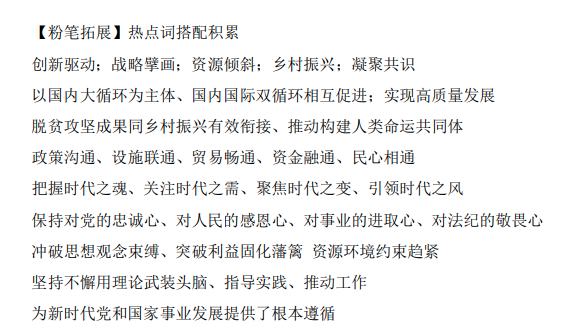 【粉笔拓展】热点词搭配积累
创新驱动；战略擘画；资源倾斜；乡村振兴；凝聚共识
以国内大循环为主体、国内国际双循环相互促进；实现高质量发展
脱贫攻坚成果同乡村振兴有效衔接、推动构建人类命运共同体
政策沟通、设施联通、贸易畅通、资金融通、民心相通
把握时代之魂、关注时代之需、聚焦时代之变、引领时代之风
保持对党的忠诚心、对人民的感恩心、对事业的进取心、对法纪的敬畏心
冲破思想观念束缚、突破利益固化藩篱 资源环境约束趋紧
坚持不懈用理论武装头脑、指导实践、推动工作
为新时代党和国家事业发展提供了根本遵循